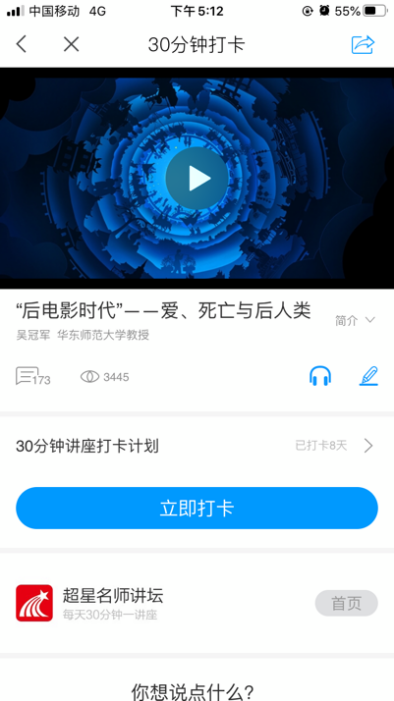 中国移动 4G 下午5:12 55%
30分钟打卡
“后电影时代”——爱、死亡与后人类
简介
吴冠军 华东师范大学教授
173 3445
30分钟讲座打卡计划 已打卡8天
立即打卡
超星名师讲坛
每天30分钟一讲座
首页
你想说点什么?